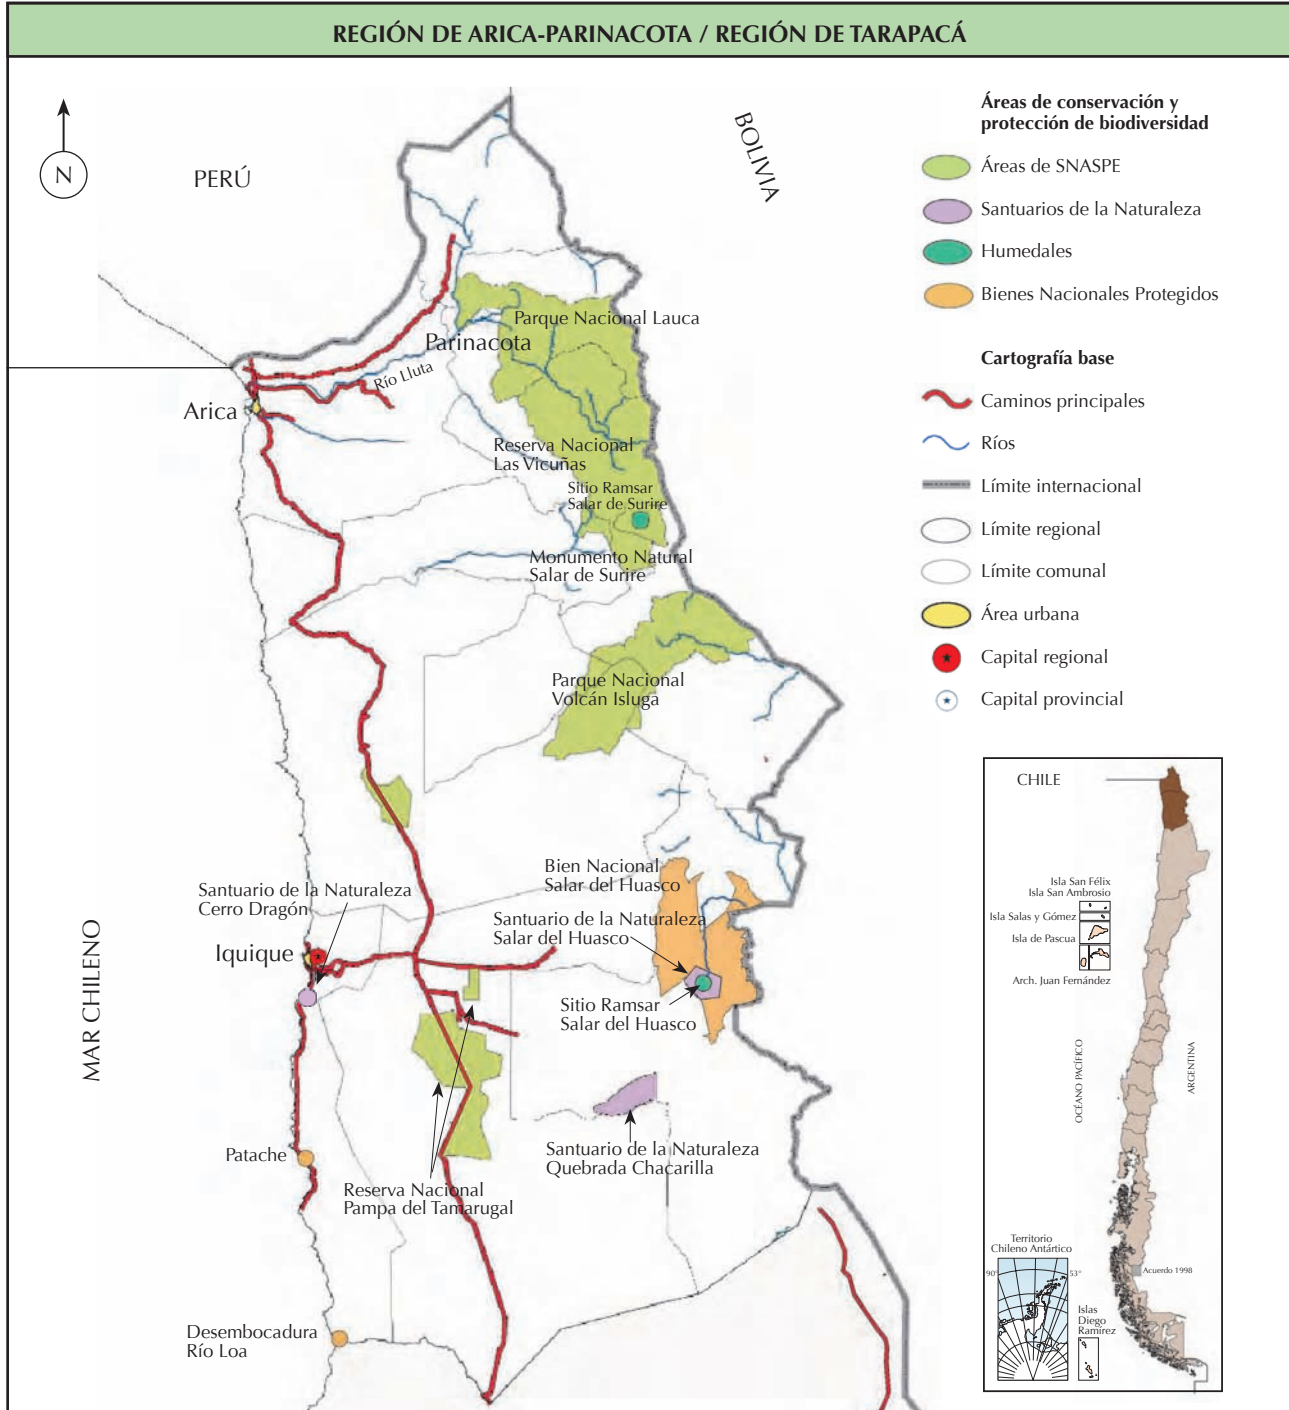 REGIÓN DE ARICA-PARINACOTA / REGIÓN DE TARAPACÁ
N
PERÚ
BOLIVIA
Parque Nacional Lauca
Parinacota
Río Lluta
Arica
Reserva Nacional
Las Vicuñas
Sitio Ramsar
Salar de Surire
Monumento Natural
Salar de Surire
Parque Nacional
Volcán Isluga
Bien Nacional
Salar del Huasco
Santuario de la Naturaleza
Cerro Dragón
Santuario de la Naturaleza
Salar del Huasco
Iquique
MAR CHILENO
Sitio Ramsar
Salar del Huasco
Santuario de la Naturaleza
Quebrada Chacarilla
Patache
Reserva Nacional
Pampa del Tamarugal
Desembocadura
Río Loa
Áreas de conservación y
protección de biodiversidad
Áreas de SNASPE
Santuarios de la Naturaleza
Humedales
Bienes Nacionales Protegidos
Cartografía base
Caminos principales
Ríos
Límite internacional
Límite regional
Límite comunal
Área urbana
Capital regional
Capital provincial
CHILE
Isla San Félix
Isla San Ambrosio
Isla Salas y Gómez
Isla de Pascua
Arch. Juan Fernández
OCÉANO PACÍFICO
ARGENTINA
Territorio
Chileno Antártico
90°
53°
Acuerdo 1998
Islas
Diego
Ramírez